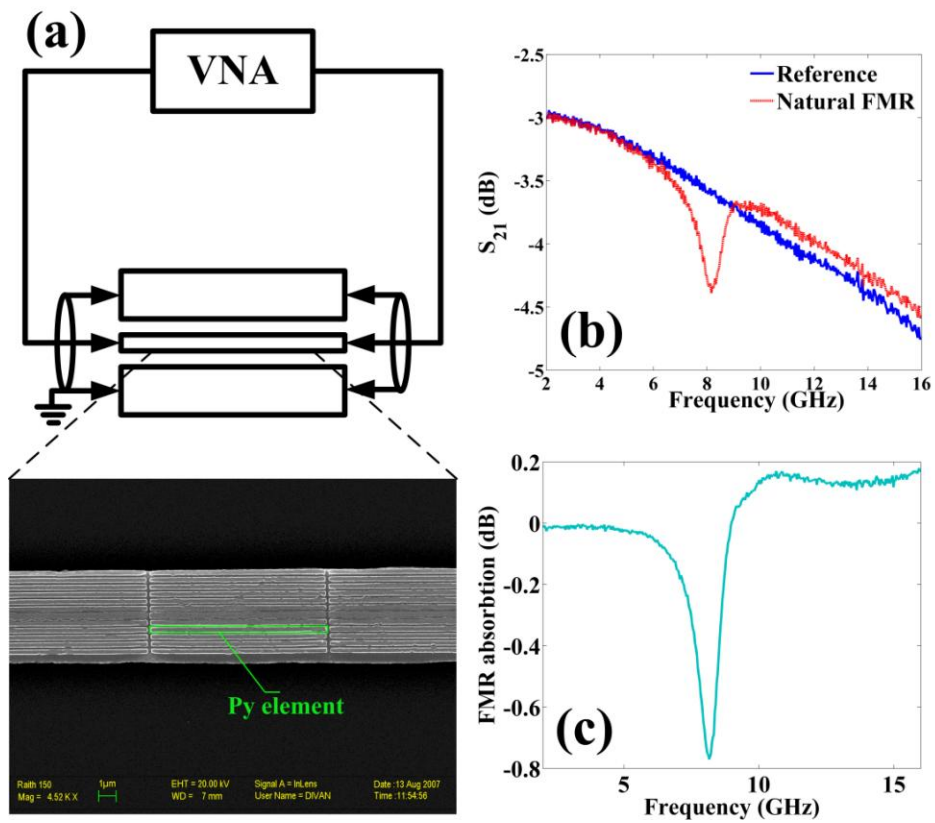 (a)
VNA
Py element
Raith 150
1µm
EHT = 20.00 kV
Signal A = InLens
Date :13 Aug 2007
Mag = 4.52 K X
WD = 7 mm
User Name = DIVAN
Time :11:54:56
-2.5
Reference
Natural FMR
-3
-3.5
S21 (dB)
-4
-4.5
(b)
-5
2 4 6 8 10 12 14 16
Frequency (GHz)
0.2
0
-0.2
FMR absorbtion (dB)
-0.4
-0.6
(c)
-0.8
5 10 15
Frequency (GHz)